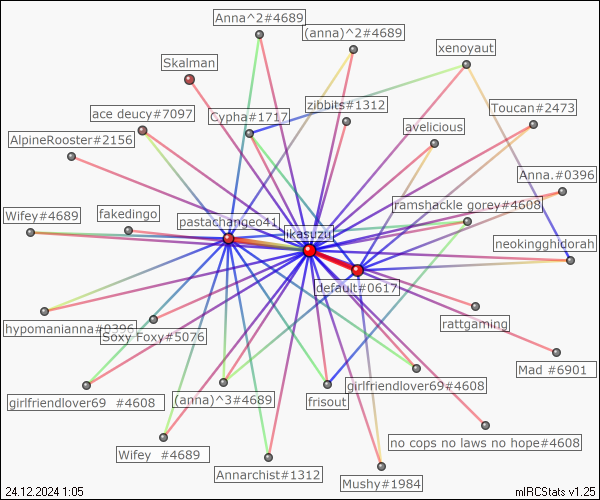 Anna^2#4689
(anna)^2#4689
xenoyaut
Skalman
zibbits#1312
Toucan#2473
ace deucy#7097
Cypha#1717
avelicious
AlpineRooster#2156
Anna.#0396
ramshackle gorey#4608
Wifey#4689
fakedingo
pastachangeo41
likasuzu
neokingghidorah
default#0617
hypomanianna#0396
Soxy Foxy#5076
rattgaming
Mad #6901
girlfriendlover69 #4608
(anna)^3#4689
frisout
girlfriendlover69#4608
no cops no laws no hope#4608
Wifey #4689
Annarchist#1312
Mushy#1984
24.12.2024 1:05
mIRCStats v1.25